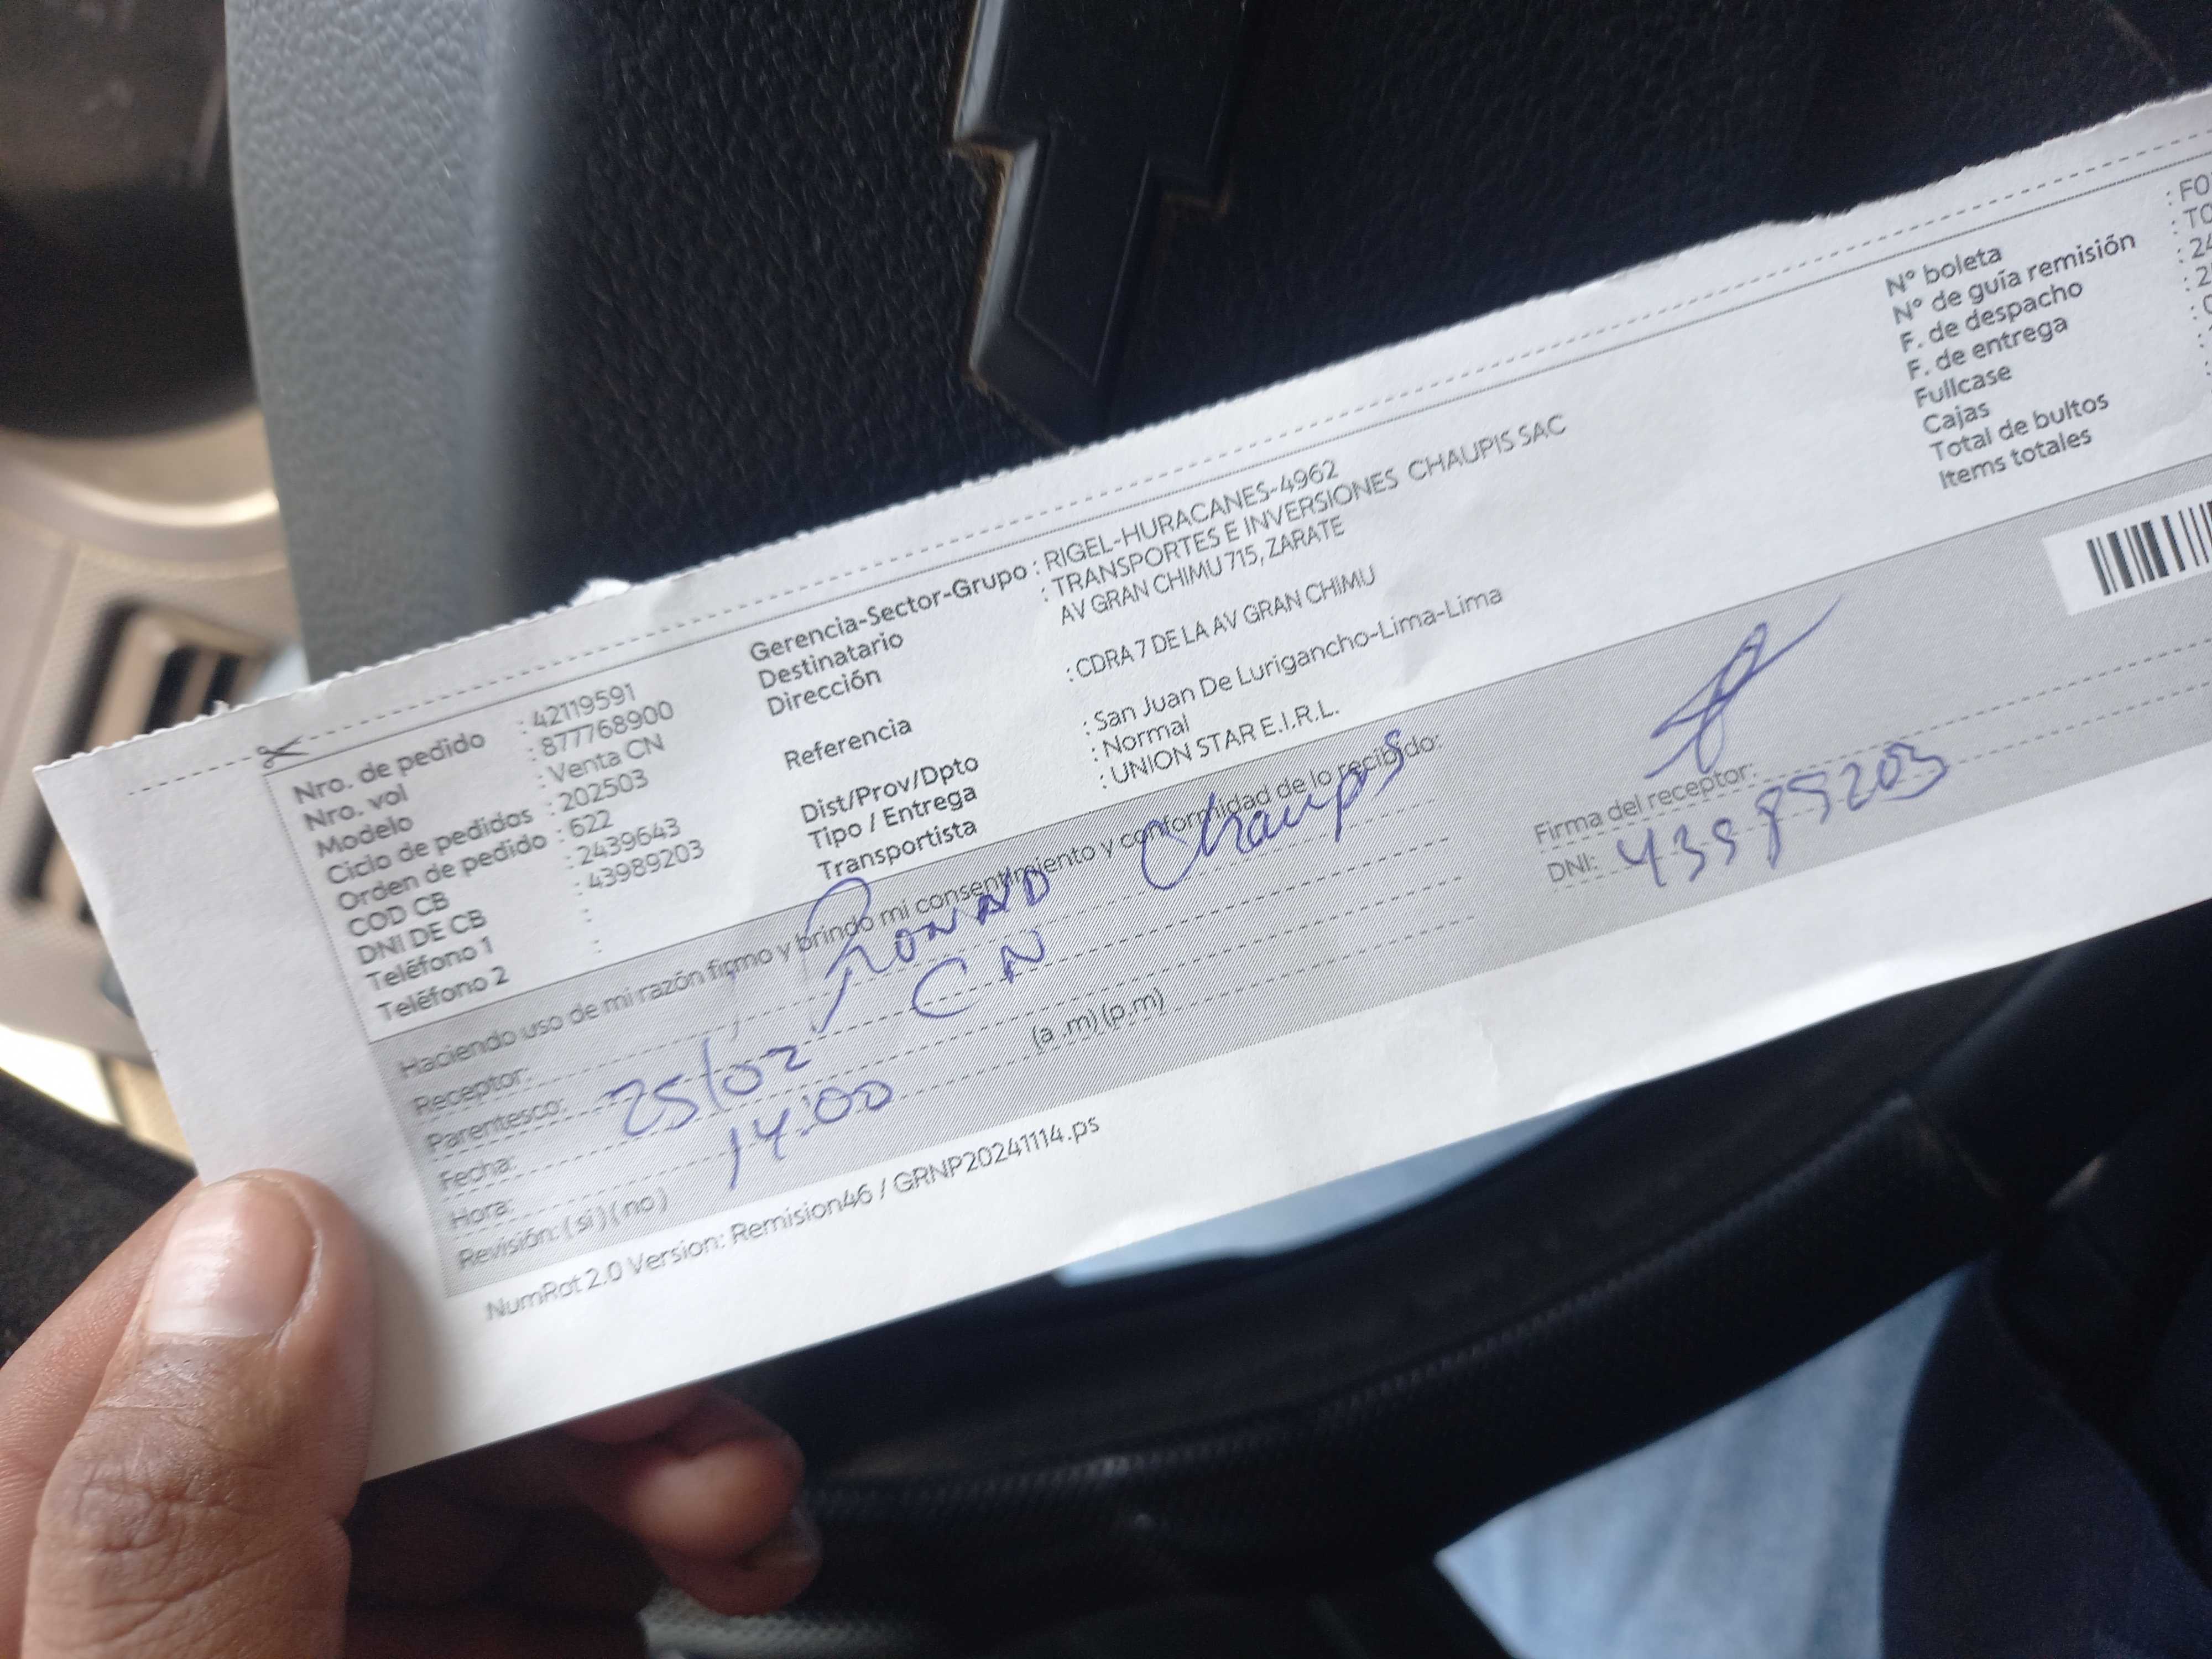 Nro. de pedido : 42119591
Nro. vol : 877768900
Modelo : Venta CN
Ciclo de pedidos : 202503
Orden de pedido : 622
COD CB : 2439643
DNI DE CB : 43989203
Teléfono 1 :
Teléfono 2 :
Gerencia-Sector-Grupo : RIGEL-HURACANES-4962
Destinatario : TRANSPORTES E INVERSIONES CHAUPIS SAC
Dirección AV GRAN CHIMU 715, ZARATE
Referencia : CDRA 7 DE LA AV GRAN CHIMU
Dist/Prov/Dpto : San Juan De Lurigancho-Lima-Lima
Tipo / Entrega : Normal
Transportista : UNION STAR E.I.R.L.
N° boleta : FO
N° de guía remisión : TO
F. de despacho : 24
F. de entrega : 2
Fullcase :
Cajas :
Total de bultos :
Items totales
Haciendo uso de mi razón firmo y brindo mi consentimiento y conformidad de lo recibido:
Receptor: Chaupis
Parentesco: CN
Fecha: 25/02
Hora: 14:00 (a .m) (p.m)
Revisión: ( si ) ( no )
Firma del receptor:
DNI: 43989203
NumRot 2.0 Version: Remision46 / GRNP20241114.ps